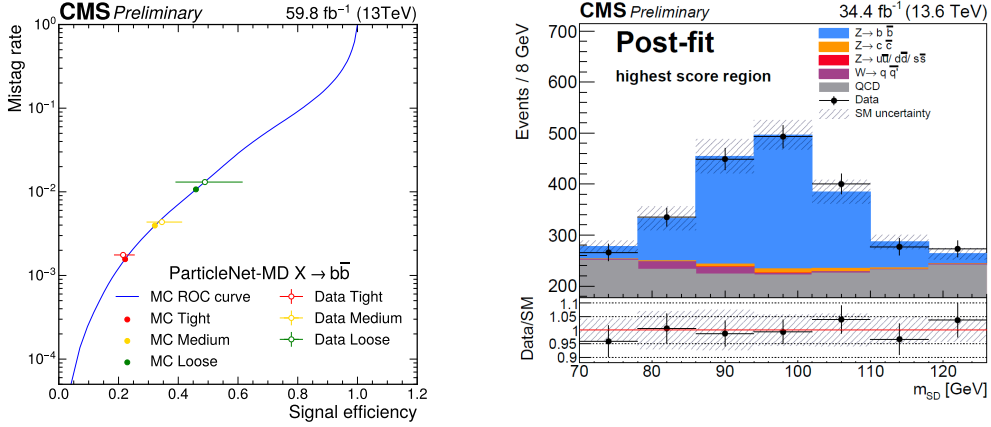 CMS Preliminary 59.8 fb⁻¹ (13TeV)
Mistag rate
10⁰
10⁻¹
10⁻²
10⁻³
10⁻⁴
ParticleNet-MD X → bb̅
MC ROC curve
MC Tight
MC Medium
MC Loose
Data Tight
Data Medium
Data Loose
0.0 0.2 0.4 0.6 0.8 1.0 1.2
Signal efficiency
CMS Preliminary 34.4 fb⁻¹ (13.6 TeV)
Events / 8 GeV
700
600
500
400
300
200
Post-fit
highest score region
Z→ b b̅
Z→ c c̅
Z→ uu̅/ dd̅/ ss̅
W→ q q̅'
QCD
Data
SM uncertainty
Data/SM
1.1
1.05
1
0.95
0.9
70 80 90 100 110 120
m_SD [GeV]